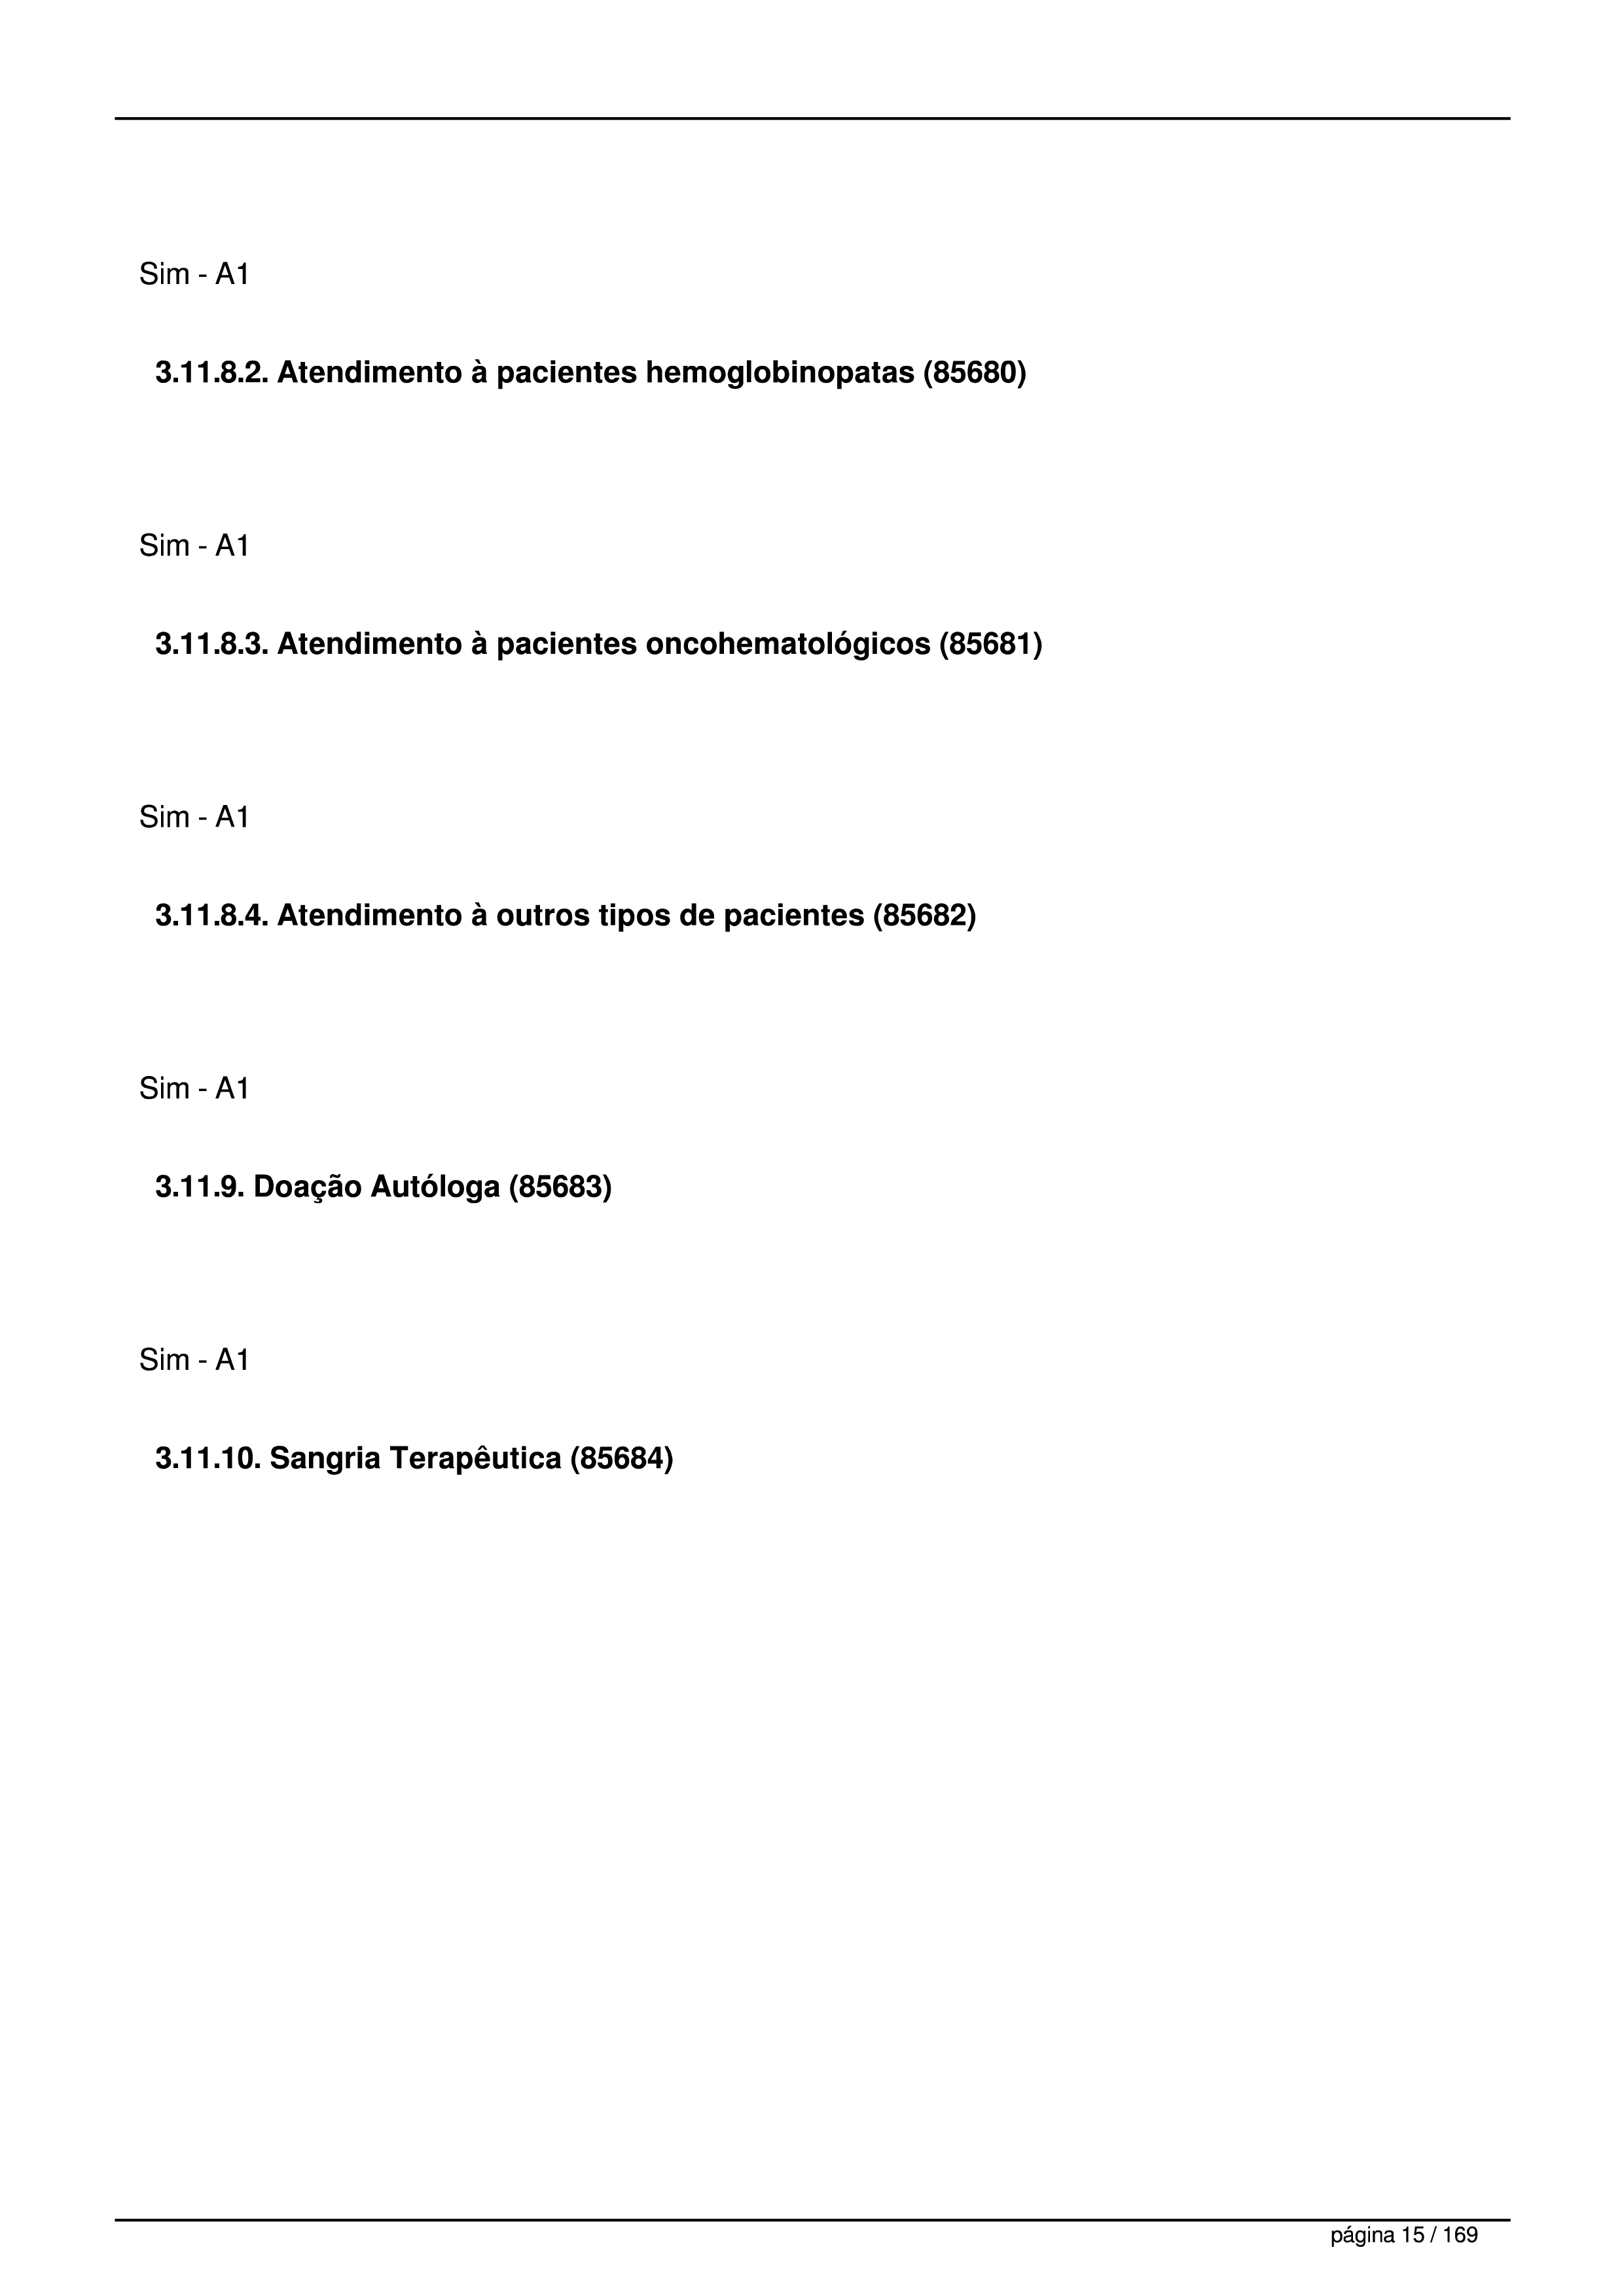 Sim - A1
3.11.8.2. Atendimento à pacientes hemoglobinopatas (85680)
Sim - A1
3.11.8.3. Atendimento à pacientes oncohematológicos (85681)
Sim - A1
3.11.8.4. Atendimento à outros tipos de pacientes (85682)
Sim - A1
3.11.9. Doação Autóloga (85683)
Sim - A1
3.11.10. Sangria Terapêutica (85684)
página 15 / 169